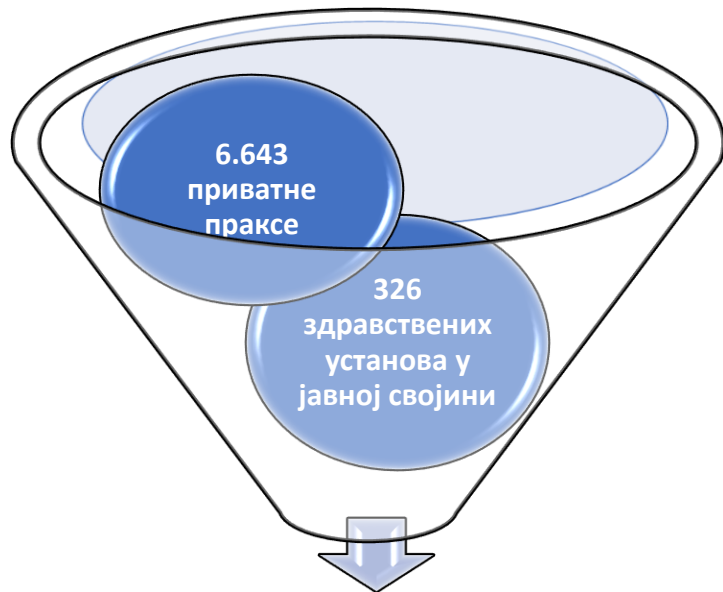 6.643
приватне
праксе
326
здравствених
установа у
јавној својини